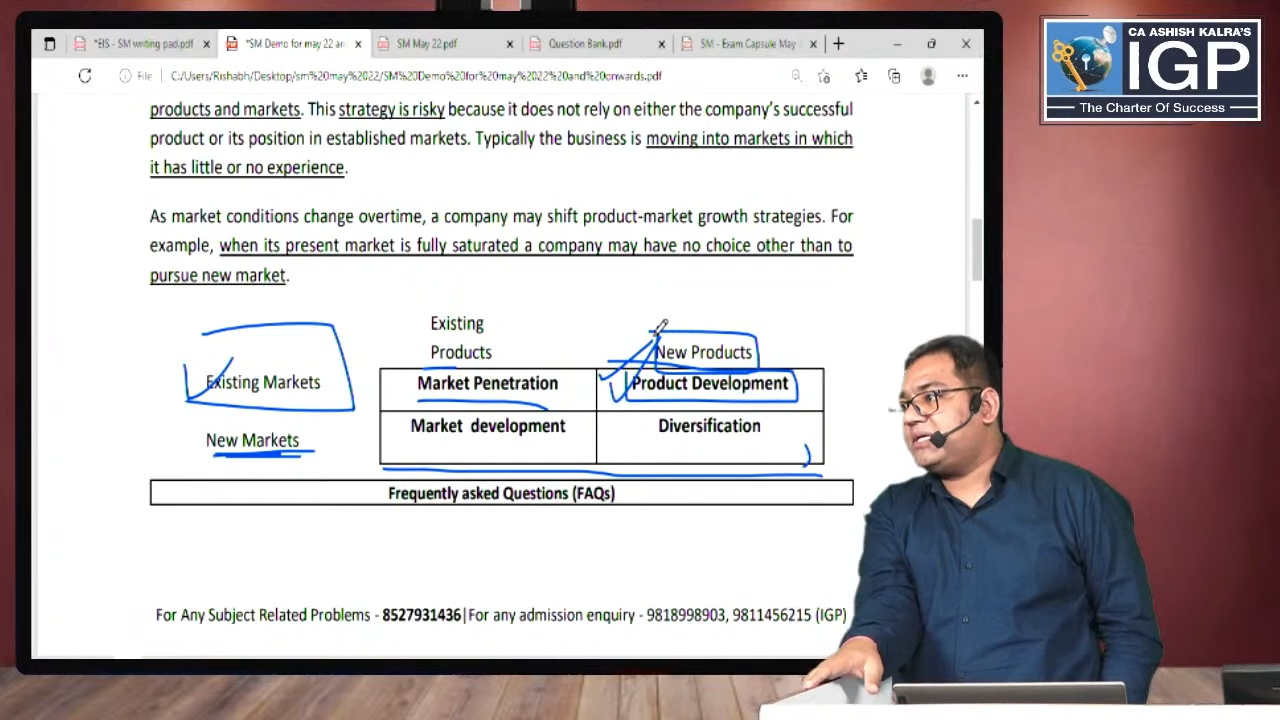 *EIS - SM writing pad.pdf
*SM Demo for may 22 an
SM May 22.pdf
Question Bank.pdf
SM - Exam Capsule May
File
C:/Users/Rishabh/Desktop/sm%20may%2022/SM%20Demo%20for%20may%2022%20and%20onwards.pdf
products and markets. This strategy is risky because it does not rely on either the company's successful
product or its position in established markets. Typically the business is moving into markets in which
it has little or no experience.
As market conditions change overtime, a company may shift product-market growth strategies. For
example, when its present market is fully saturated a company may have no choice other than to
pursue new market.
Existing
Products
New Products
Existing Markets
Market Penetration
Product Development
New Markets
Market development
Diversification
Frequently asked Questions (FAQs)
For Any Subject Related Problems - 8527931436|For any admission enquiry - 9818998903, 9811456215 (IGP)
CA ASHISH KALRA'S
IGP
The Charter Of Success